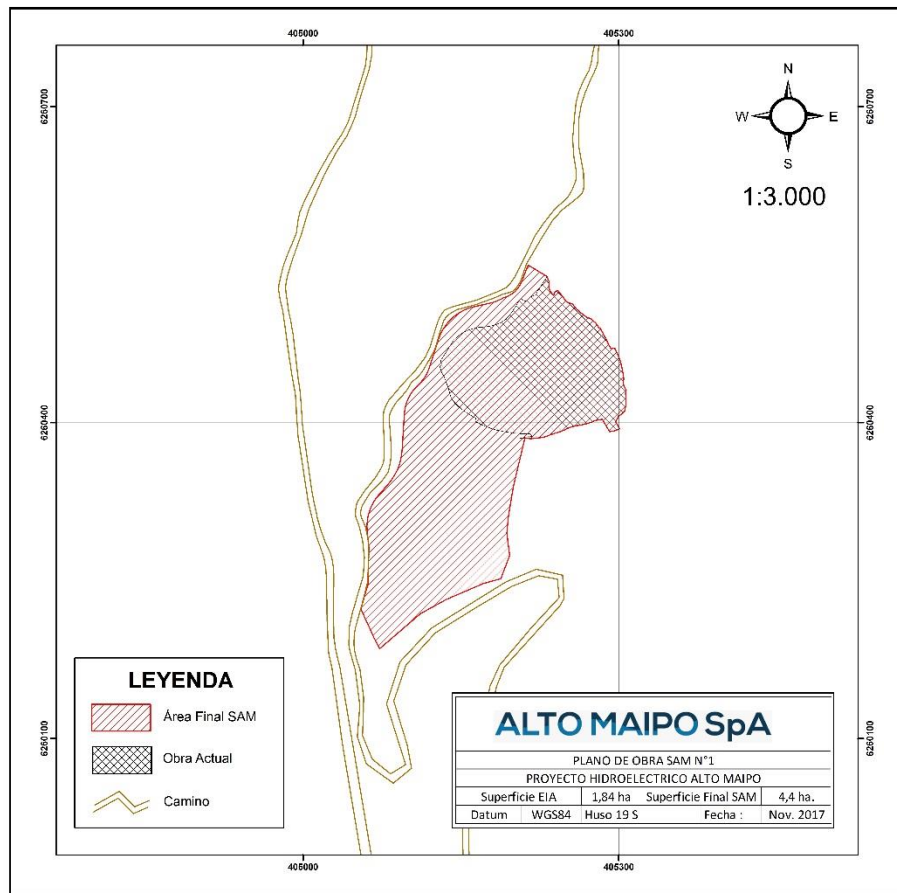 405000 405300
6260700 6260700
N
W E
S
1:3.000
6260400 6260400
LEYENDA
Área Final SAM
Obra Actual
Camino
6260100 6260100
ALTO MAIPO SpA
PLANO DE OBRA SAM N°1
PROYECTO HIDROELECTRICO ALTO MAIPO
Superficie EIA 1,84 ha Superficie Final SAM 4,4 ha.
Datum WGS84 Huso 19 S Fecha : Nov. 2017
405000 405300